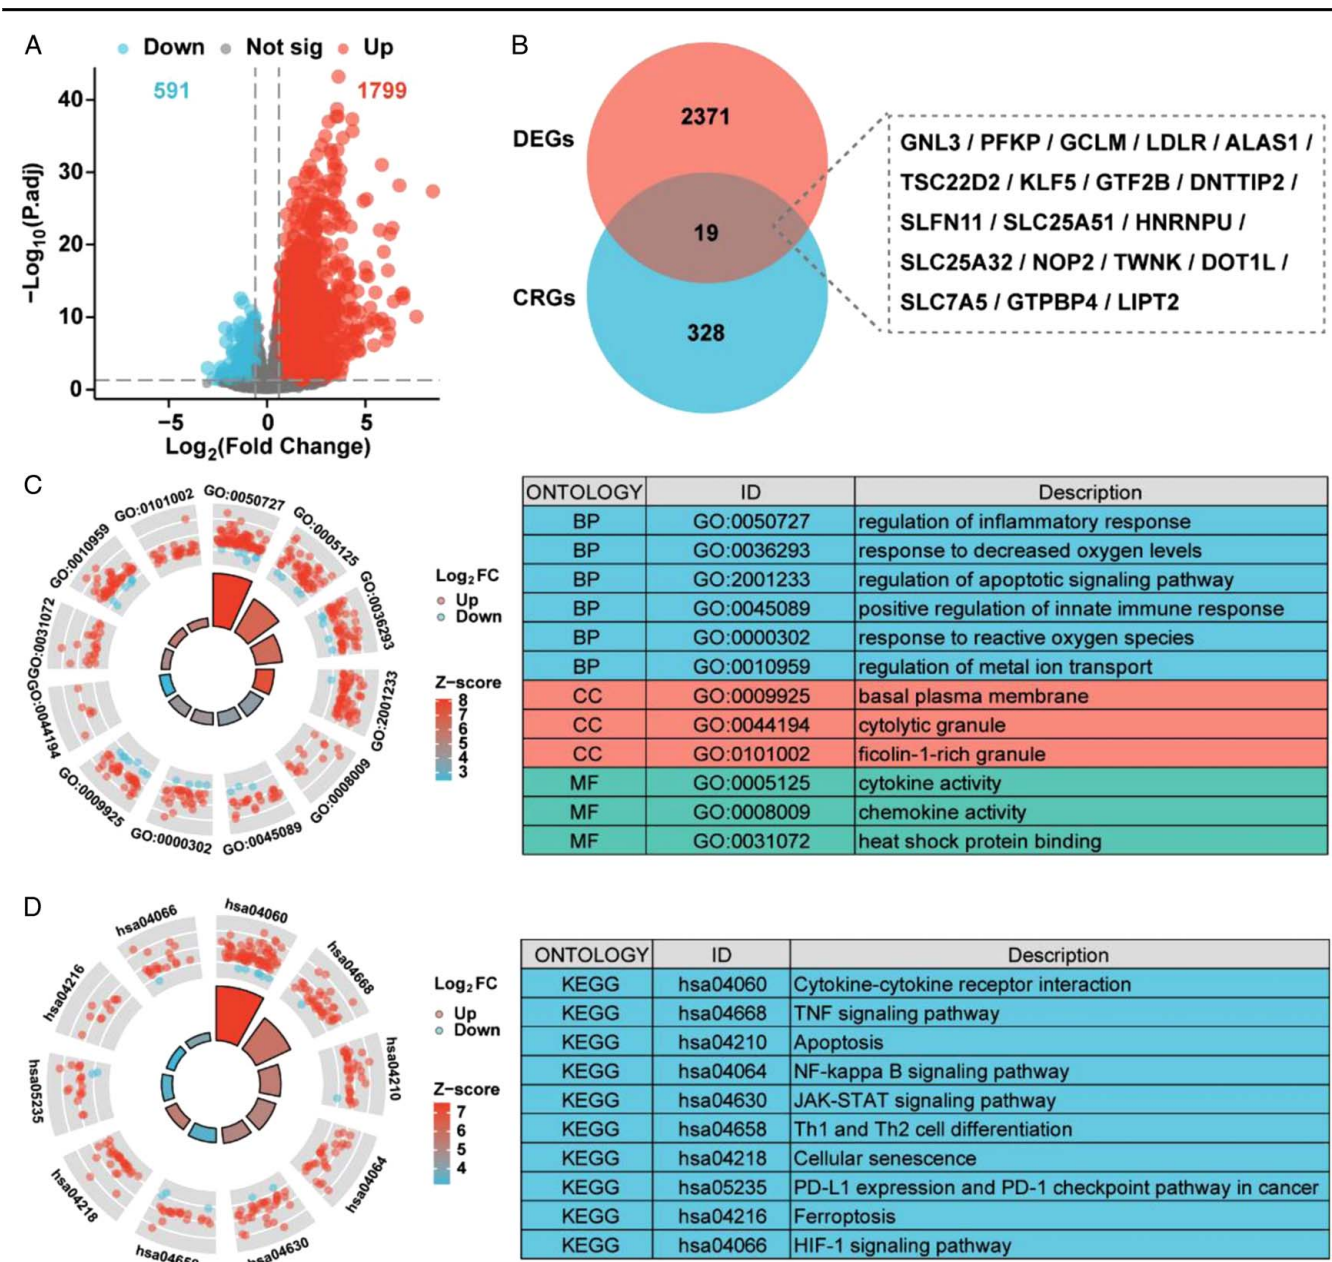 A
Down Not sig Up
591
1799
40
30
20
10
0
−Log10(P.adj)
−5 0 5
Log2(Fold Change)
B
DEGs
2371
19
CRGs
328
GNL3 / PFKP / GCLM / LDLR / ALAS1 /
TSC22D2 / KLF5 / GTF2B / DNTTIP2 /
SLFN11 / SLC25A51 / HNRNPU /
SLC25A32 / NOP2 / TWNK / DOT1L /
SLC7A5 / GTPBP4 / LIPT2
C
GO:0050727
GO:0005125
GO:0036293
GO:2001233
GO:0008009
GO:0045089
GO:0000302
GO:0009925
GO:0044194
GO:0031072
GO:0010959
GO:0101002
Log2FC
Up
Down
Z−score
8
7
6
5
4
3
ONTOLOGY ID Description
BP GO:0050727 regulation of inflammatory response
BP GO:0036293 response to decreased oxygen levels
BP GO:2001233 regulation of apoptotic signaling pathway
BP GO:0045089 positive regulation of innate immune response
BP GO:0000302 response to reactive oxygen species
BP GO:0010959 regulation of metal ion transport
CC GO:0009925 basal plasma membrane
CC GO:0044194 cytolytic granule
CC GO:0101002 ficolin-1-rich granule
MF GO:0005125 cytokine activity
MF GO:0008009 chemokine activity
MF GO:0031072 heat shock protein binding
D
hsa04060
hsa04668
hsa04210
hsa04064
hsa04630
hsa04658
hsa04218
hsa05235
hsa04216
hsa04066
Log2FC
Up
Down
Z−score
7
6
5
4
ONTOLOGY ID Description
KEGG hsa04060 Cytokine-cytokine receptor interaction
KEGG hsa04668 TNF signaling pathway
KEGG hsa04210 Apoptosis
KEGG hsa04064 NF-kappa B signaling pathway
KEGG hsa04630 JAK-STAT signaling pathway
KEGG hsa04658 Th1 and Th2 cell differentiation
KEGG hsa04218 Cellular senescence
KEGG hsa05235 PD-L1 expression and PD-1 checkpoint pathway in cancer
KEGG hsa04216 Ferroptosis
KEGG hsa04066 HIF-1 signaling pathway